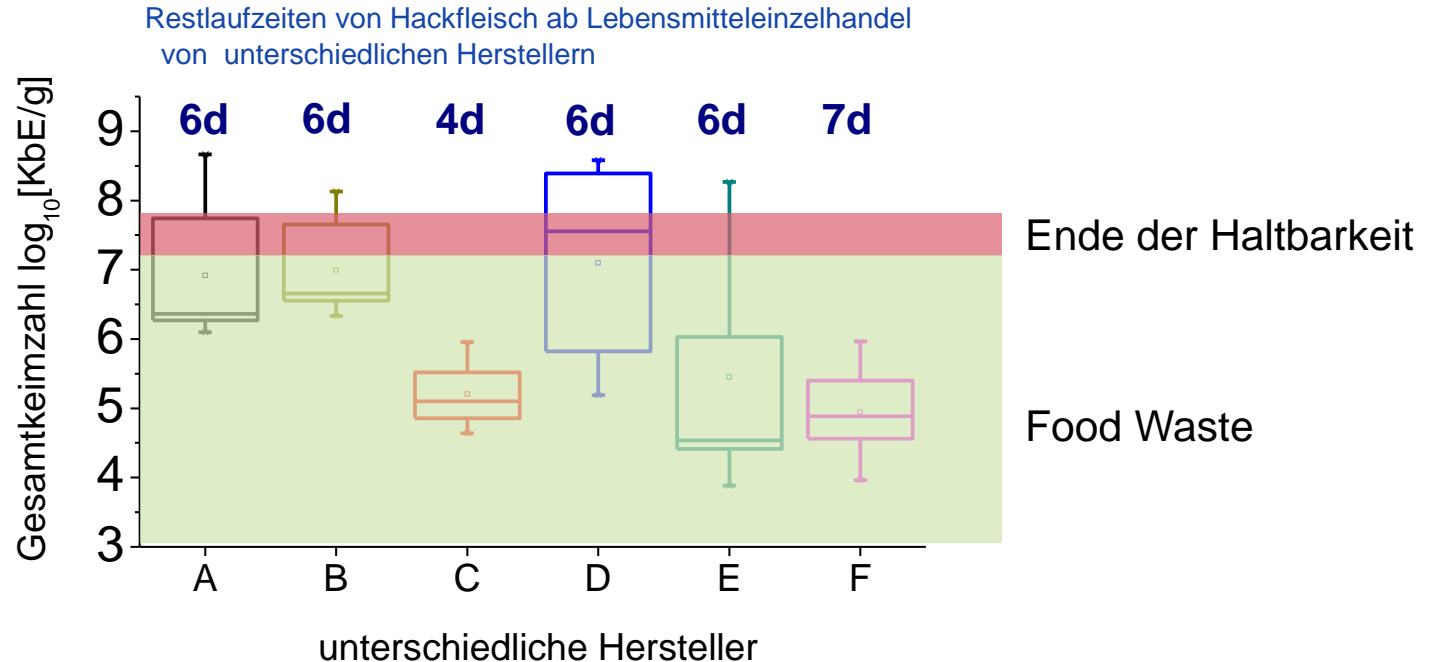 Restlaufzeiten von Hackfleisch ab Lebensmitteleinzelhandel
von unterschiedlichen Herstellern
Gesamtkeimzahl log₁₀[KbE/g]
6d 6d 4d 6d 6d 7d
9
8
7
6
5
4
3
Ende der Haltbarkeit
Food Waste
A B C D E F
unterschiedliche Hersteller